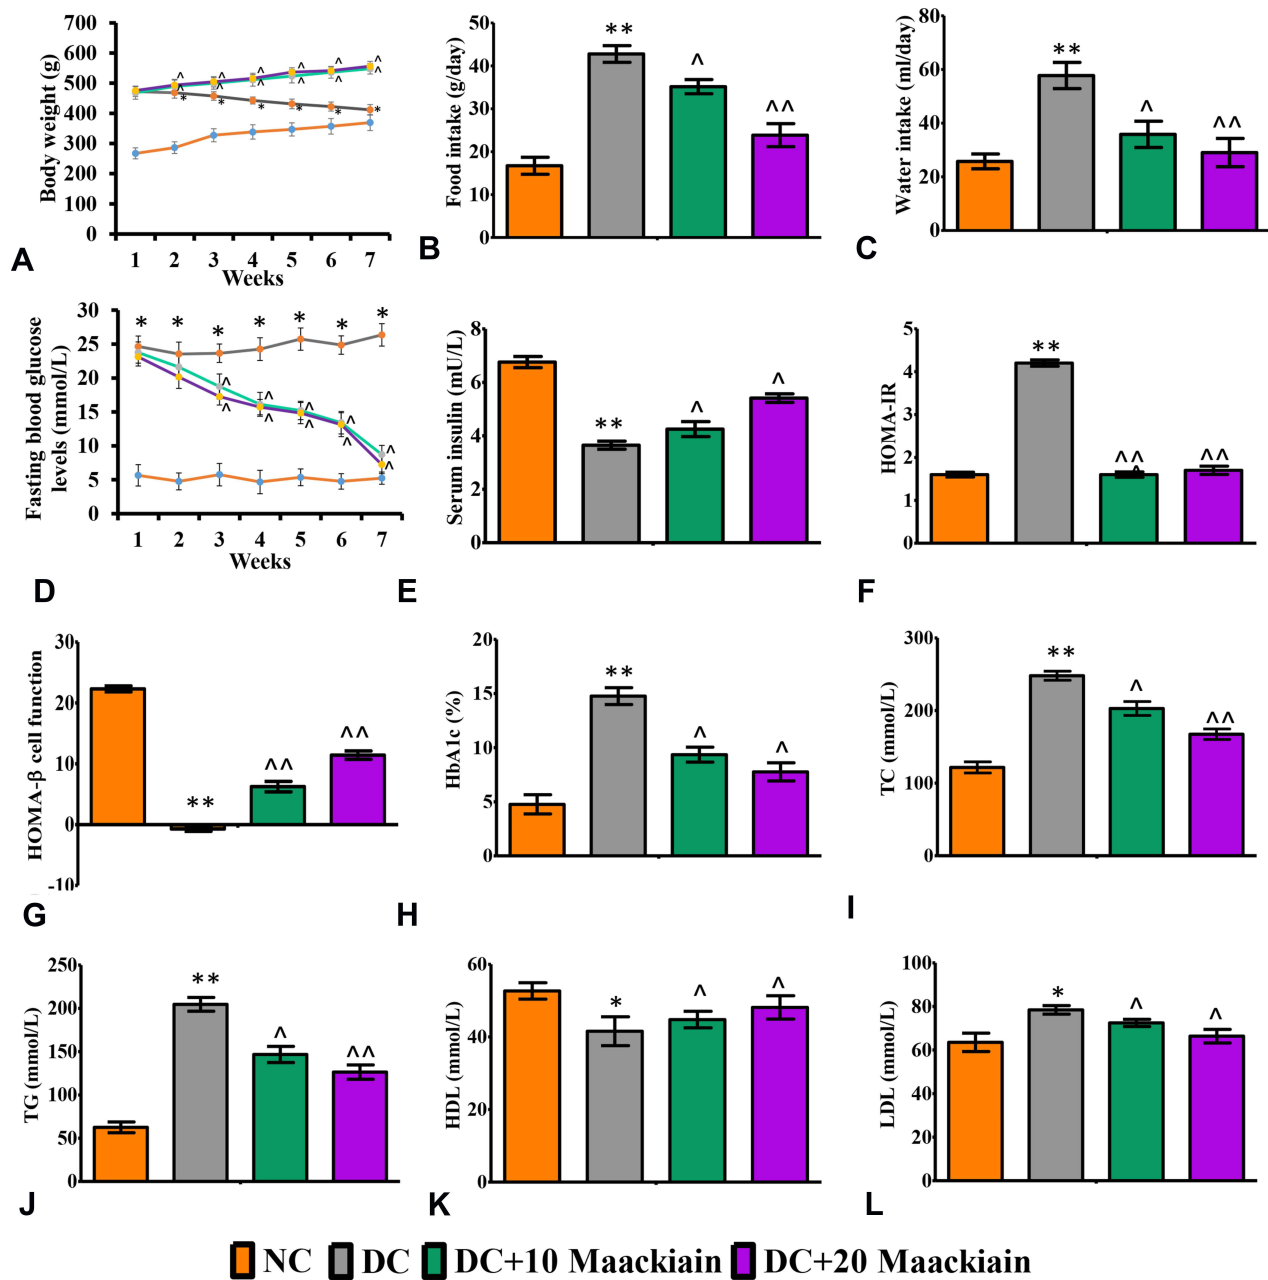 Body weight (g)
700
600
500
400
300
200
100
0
^ ^ ^ ^ ^ ^
^ ^ ^ ^ ^ ^
* * * * * *
1 2 3 4 5 6 7
Weeks
A
Food intake (g/day)
50
40
30
20
10
0
**
^
^^
B
Water intake (ml/day)
80
60
40
20
0
**
^
^^
C
Fasting blood glucose
levels (mmol/L)
30
25
20
15
10
5
0
* * * * * * *
^ ^ ^ ^ ^
^ ^ ^ ^ ^
1 2 3 4 5 6 7
Weeks
D
Serum insulin (mU/L)
8
6
4
2
0
**
^
^
E
HOMA-IR
5
4
3
2
1
0
**
^^
^
^^
F
HOMA-β cell function
30
20
10
0
-10
**
^^
^^
G
HbA1c (%)
20
15
10
5
0
**
^
^
H
TC (mmol/L)
300
200
100
0
**
^
^^
I
TG (mmol/L)
250
200
150
100
50
0
**
^
^^
J
HDL (mmol/L)
60
40
20
0
*
^
^
K
LDL (mmol/L)
100
80
60
40
20
0
*
^
^
L
NC DC DC+10 Maackiain DC+20 Maackiain